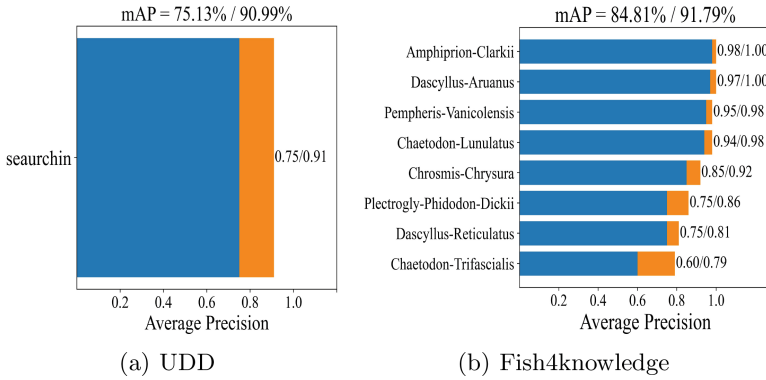 mAP = 75.13% / 90.99%
seaurchin
0.75/0.91
0.2 0.4 0.6 0.8 1.0
Average Precision
(a) UDD
mAP = 84.81% / 91.79%
Amphiprion-Clarkii 0.98/1.00
Dascyllus-Aruanus 0.97/1.00
Pempheris-Vanicolensis 0.95/0.98
Chaetodon-Lunulatus 0.94/0.98
Chrosmis-Chrysura 0.85/0.92
Plectrogly-Phidodon-Dickii 0.75/0.86
Dascyllus-Reticulatus 0.75/0.81
Chaetodon-Trifascialis 0.60/0.79
0.2 0.4 0.6 0.8 1.0
Average Precision
(b) Fish4knowledge